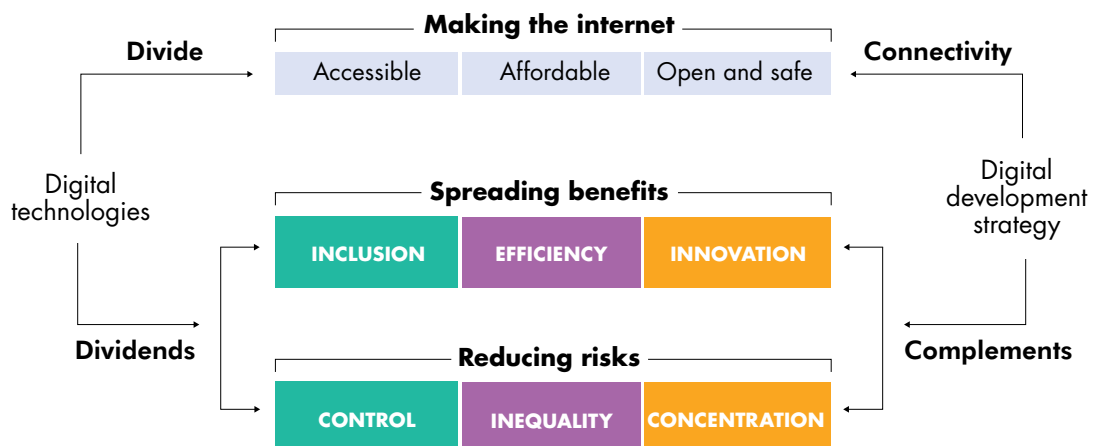 Making the internet
Divide
Connectivity
Accessible
Affordable
Open and safe
Digital
technologies
Digital
development
strategy
Spreading benefits
INCLUSION
EFFICIENCY
INNOVATION
Dividends
Complements
Reducing risks
CONTROL
INEQUALITY
CONCENTRATION